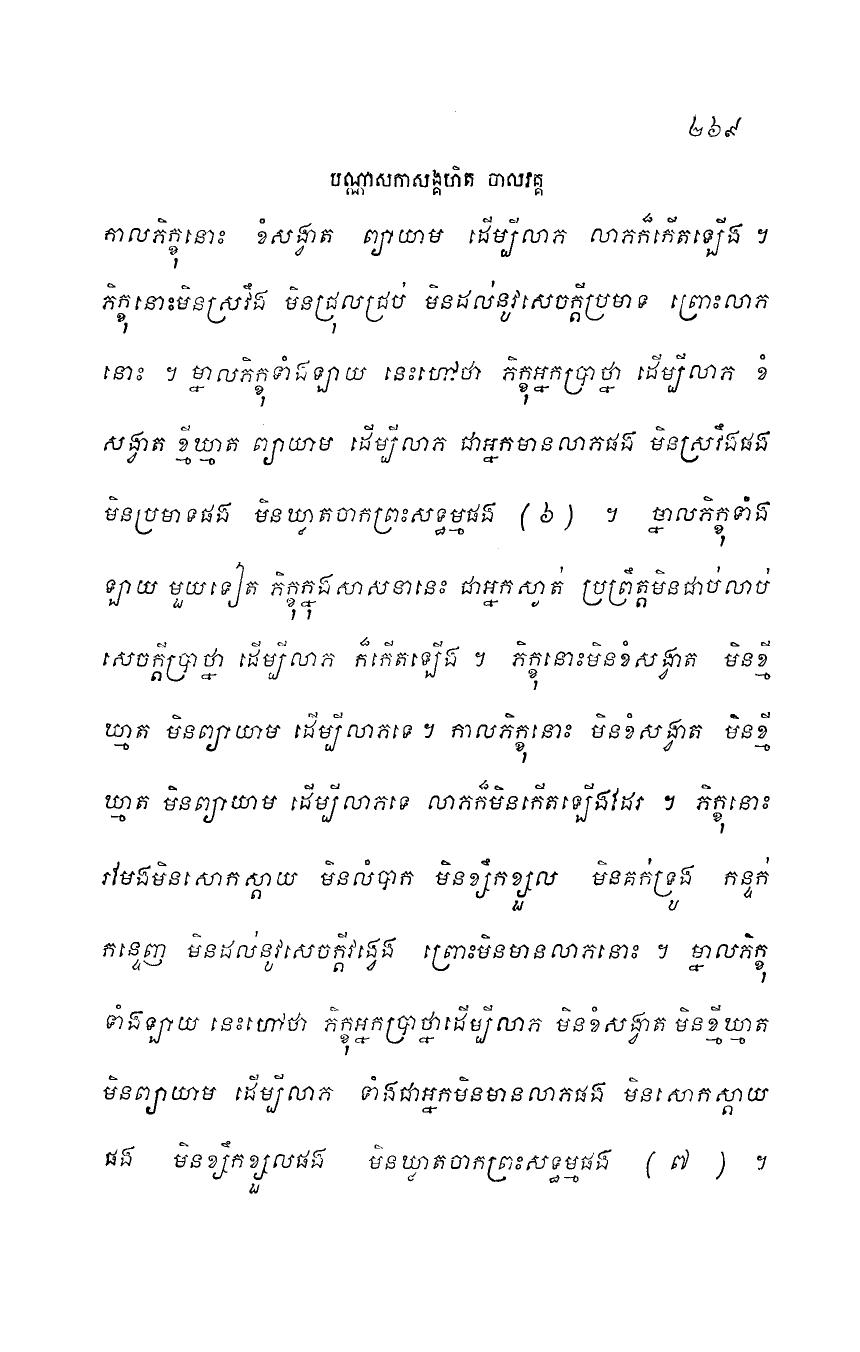 ២៦៩
បណ្ណាសកាសង្គហិត បាលវគ្គ
កាលភិក្ខុនោះ ខំសង្វាត ព្យាយាម ដើម្បីលាភ លាភក៏កើតឡើង ។
ភិក្ខុនោះមិនស្រវឹង មិនជ្រុលជ្រប់ មិនដល់នូវសេចក្តីប្រមាទ ព្រោះលាភ
នោះ ។ ម្នាលភិក្ខុទាំងឡាយ នេះហៅថា ភិក្ខុអ្នកប្រាថ្នា ដើម្បីលាភ ខំ
សង្វាត ខ្មីឃ្មាត ព្យាយាម ដើម្បីលាភ ជាអ្នកមានលាភផង មិនស្រវឹងផង
មិនប្រមាទផង មិនឃ្លាតចាកព្រះសទ្ធម្មផង (៦) ។ ម្នាលភិក្ខុទាំង
ឡាយ មួយទៀត ភិក្ខុក្នុងសាសនានេះ ជាអ្នកស្ងាត់ ប្រព្រឹត្តមិនជាប់លាប់
សេចក្តីប្រាថ្នា ដើម្បីលាភ ក៏កើតឡើង ។ ភិក្ខុនោះមិនខំសង្វាត មិនខ្មី
ឃ្មាត មិនព្យាយាម ដើម្បីលាភទេ ។ កាលភិក្ខុនោះ មិនខំសង្វាត មិនខ្មី
ឃ្មាត មិនព្យាយាម ដើម្បីលាភទេ លាភក៏មិនកើតឡើងដែរ ។ ភិក្ខុនោះ
រមែងមិនសោកស្តាយ មិនលំបាក មិនខ្សឹកខ្សួល មិនគក់ទ្រូង កន្ទក់
កន្ទេញ មិនដល់នូវសេចក្តីវង្វេង ព្រោះមិនមានលាភនោះ ។ ម្នាលភិក្ខុ
ទាំងឡាយ នេះហៅថា ភិក្ខុអ្នកប្រាថ្នាដើម្បីលាភ មិនខំសង្វាត មិនខ្មីឃ្មាត
មិនព្យាយាម ដើម្បីលាភ ទាំងជាអ្នកមិនមានលាភផង មិនសោកស្តាយ
ផង មិនខ្សឹកខ្សួលផង មិនឃ្លាតចាកព្រះសទ្ធម្មផង (៧) ។